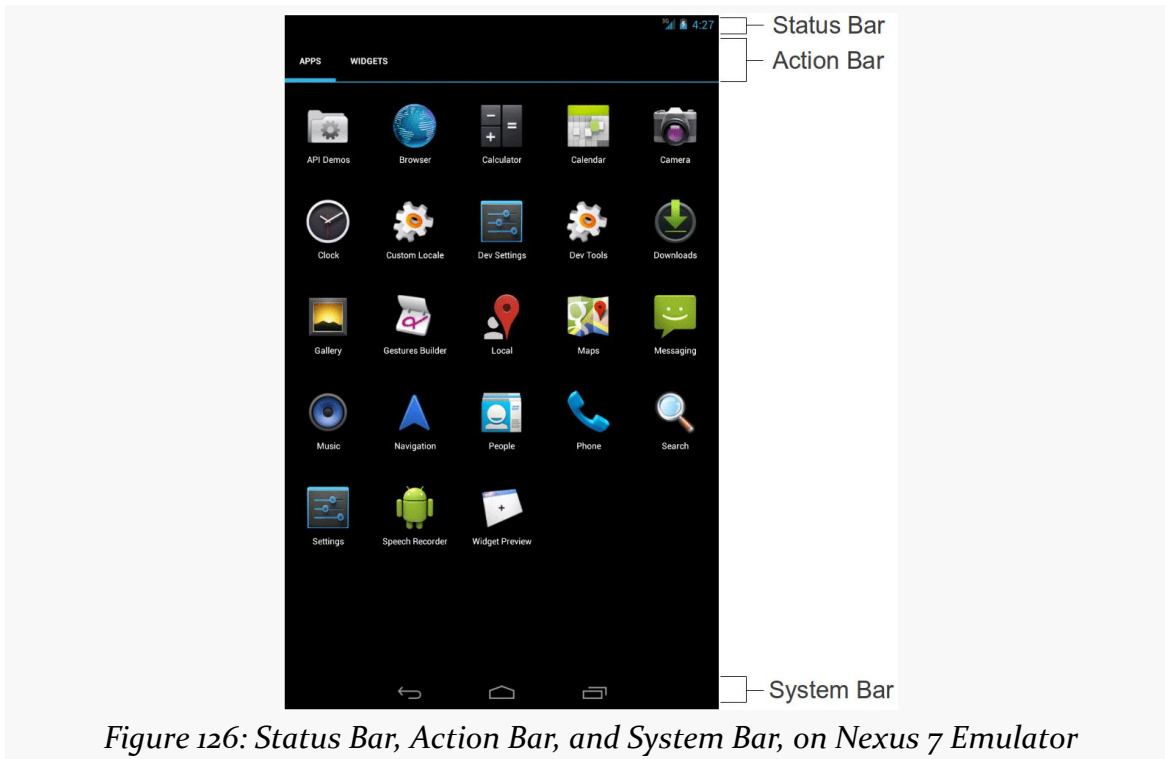 3G 4:27
Status Bar
Action Bar
APPS WIDGETS
API Demos Browser Calculator Calendar Camera
Clock Custom Locale Dev Settings Dev Tools Downloads
Gallery Gestures Builder Local Maps Messaging
Music Navigation People Phone Search
Settings Speech Recorder Widget Preview
System Bar
Figure 126: Status Bar, Action Bar, and System Bar, on Nexus 7 Emulator